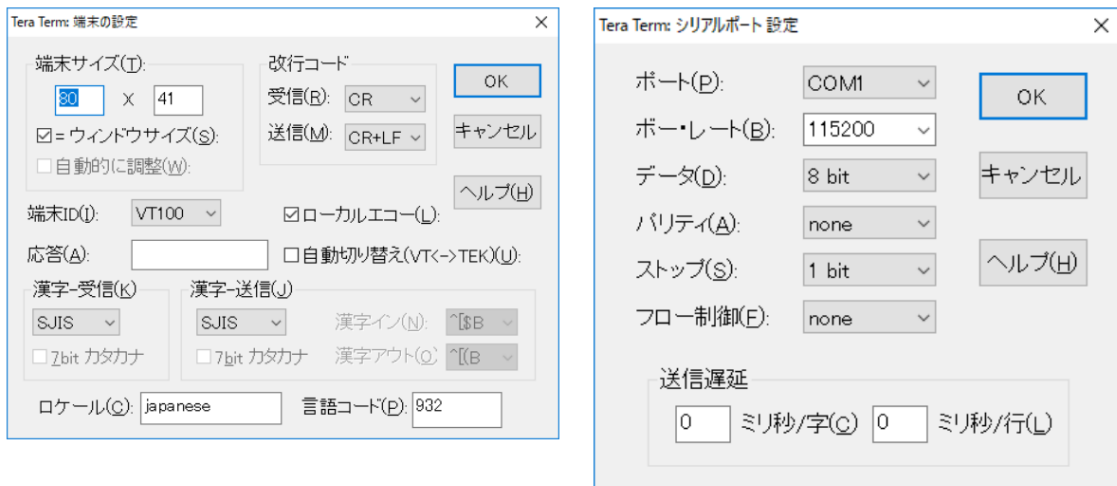 Tera Term: 端末の設定
端末サイズ(T):
80 X 41
= ウィンドウサイズ(S):
自動的に調整(W):
改行コード
受信(R): CR
送信(M): CR+LF
OK
キャンセル
ヘルプ(H)
端末ID(I): VT100
ローカルエコー(L):
応答(A):
自動切り替え(VT<->TEK)(U):
漢字-受信(K)
SJIS
7bit カタカナ
漢字-送信(J)
SJIS
7bit カタカナ
漢字イン(N): ^[$B
漢字アウト(O) ^[(B
ロケール(C): japanese
言語コード(P): 932
Tera Term: シリアルポート 設定
ポート(P): COM1
ボー・レート(B): 115200
データ(D): 8 bit
パリティ(A): none
ストップ(S): 1 bit
フロー制御(F): none
OK
キャンセル
ヘルプ(H)
送信遅延
0 ミリ秒/字(C) 0 ミリ秒/行(L)